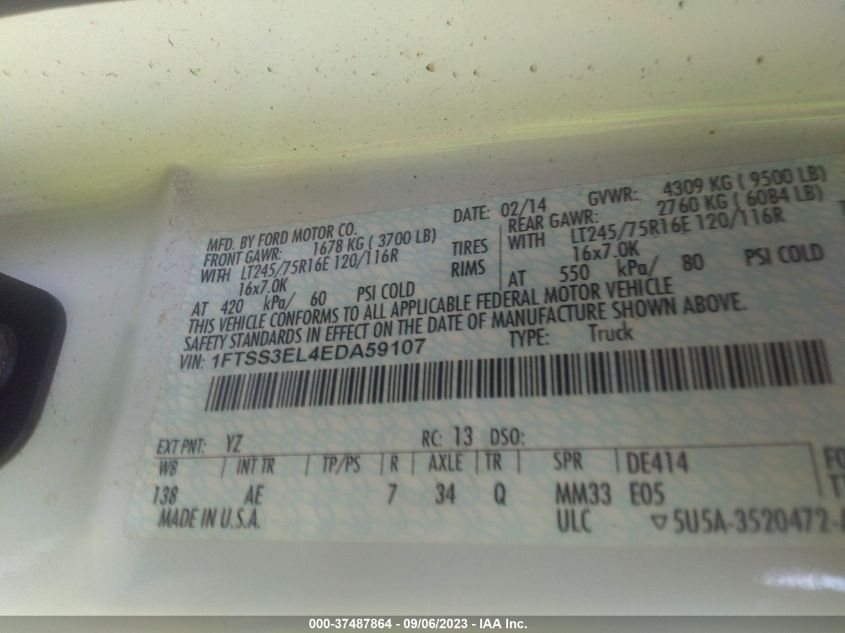 MFD. BY FORD MOTOR CO.
DATE: 02/14
GVWR: 4309 KG ( 9500 LB)
FRONT GAWR: 1678 KG ( 3700 LB)
REAR GAWR: 2760 KG ( 6084 LB)
WITH LT245/75R16E 120/116R TIRES
WITH LT245/75R16E 120/116R
16x7.0K RIMS
16x7.0K
AT 420 kPa/ 60 PSI COLD
AT 550 kPa/ 80 PSI COLD
THIS VEHICLE CONFORMS TO ALL APPLICABLE FEDERAL MOTOR VEHICLE
SAFETY STANDARDS IN EFFECT ON THE DATE OF MANUFACTURE SHOWN ABOVE.
VIN: 1FTSS3EL4EDA59107 TYPE: Truck
EXT PNT: YZ RC: 13 DSO:
WB INT TR TP/PS R AXLE TR SPR DE414
138 AE 7 34 Q MM33 E05
MADE IN U.S.A. ULC ▽5U5A-3520472-
000-37487864 - 09/06/2023 - IAA Inc.